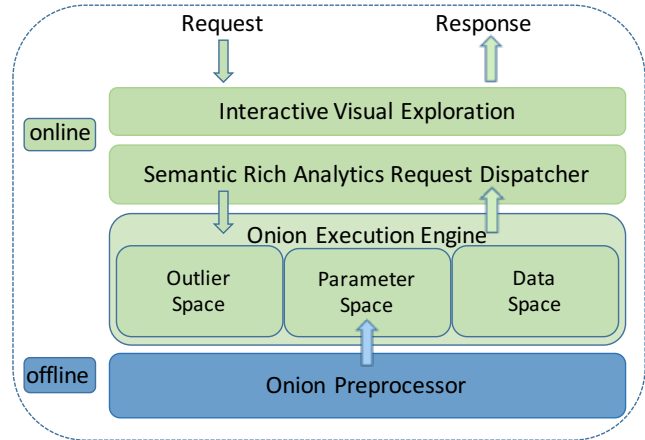 Request Response
Interactive Visual Exploration
online
Semantic Rich Analytics Request Dispatcher
Onion Execution Engine
Outlier
Space
Parameter
Space
Data
Space
offline
Onion Preprocessor